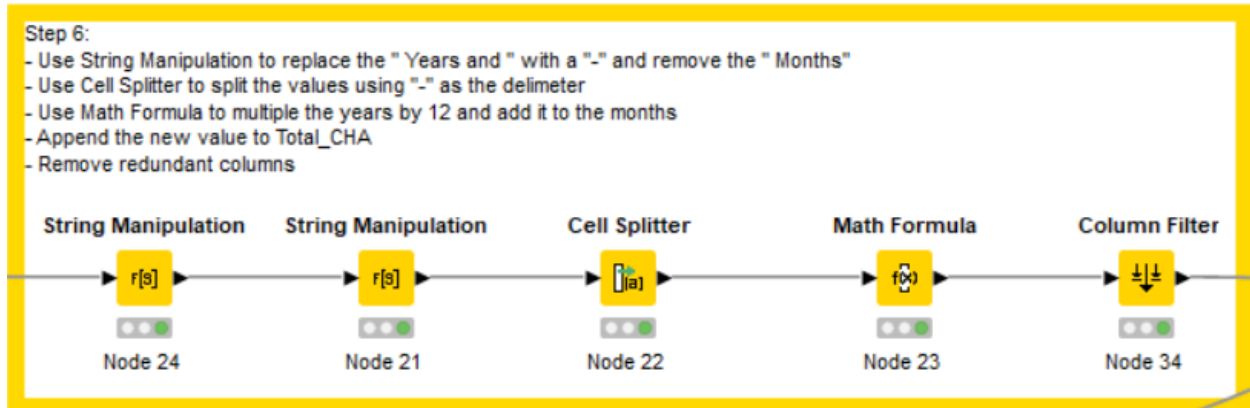 Step 6:
- Use String Manipulation to replace the " Years and " with a "-" and remove the " Months"
- Use Cell Splitter to split the values using "-" as the delimeter
- Use Math Formula to multiple the years by 12 and add it to the months
- Append the new value to Total_CHA
- Remove redundant columns
String Manipulation String Manipulation Cell Splitter Math Formula Column Filter
F[s] F[s] [a] f(x)
Node 24 Node 21 Node 22 Node 23 Node 34